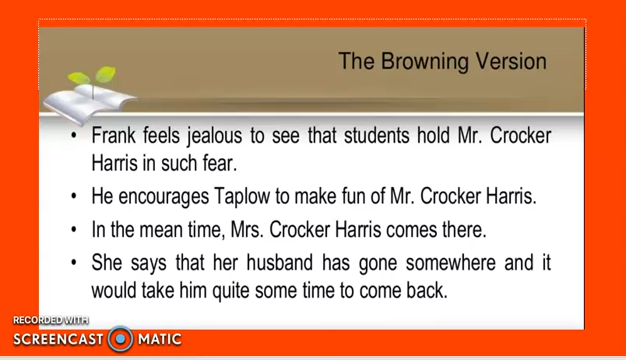 The Browning Version
• Frank feels jealous to see that students hold Mr. Crocker
Harris in such fear.
• He encourages Taplow to make fun of Mr. Crocker Harris.
• In the mean time, Mrs. Crocker Harris comes there.
• She says that her husband has gone somewhere and it
would take him quite some time to come back.
RECORDED WITH
SCREENCAST MATIC